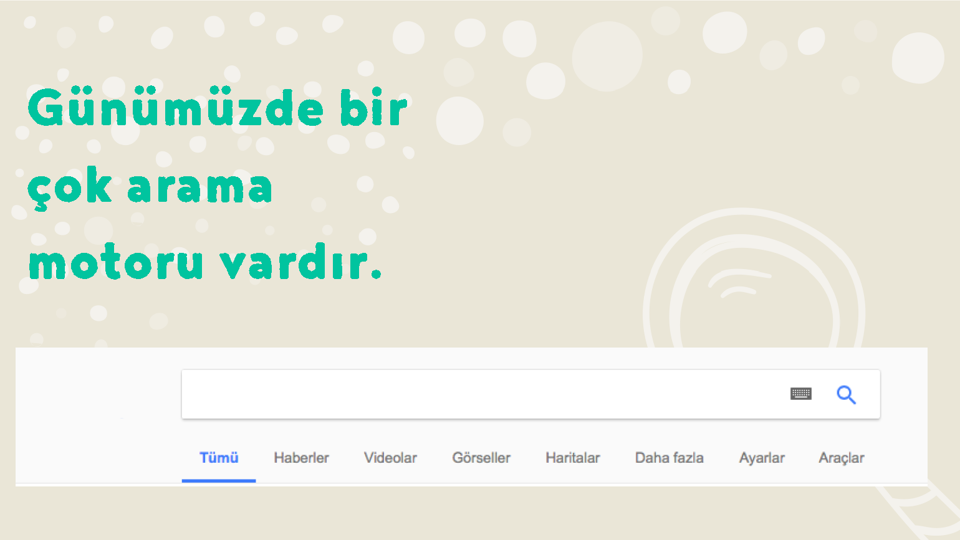 Günümüzde bir
çok arama
motoru vardır.
Tümü Haberler Videolar Görseller Haritalar Daha fazla Ayarlar Araçlar